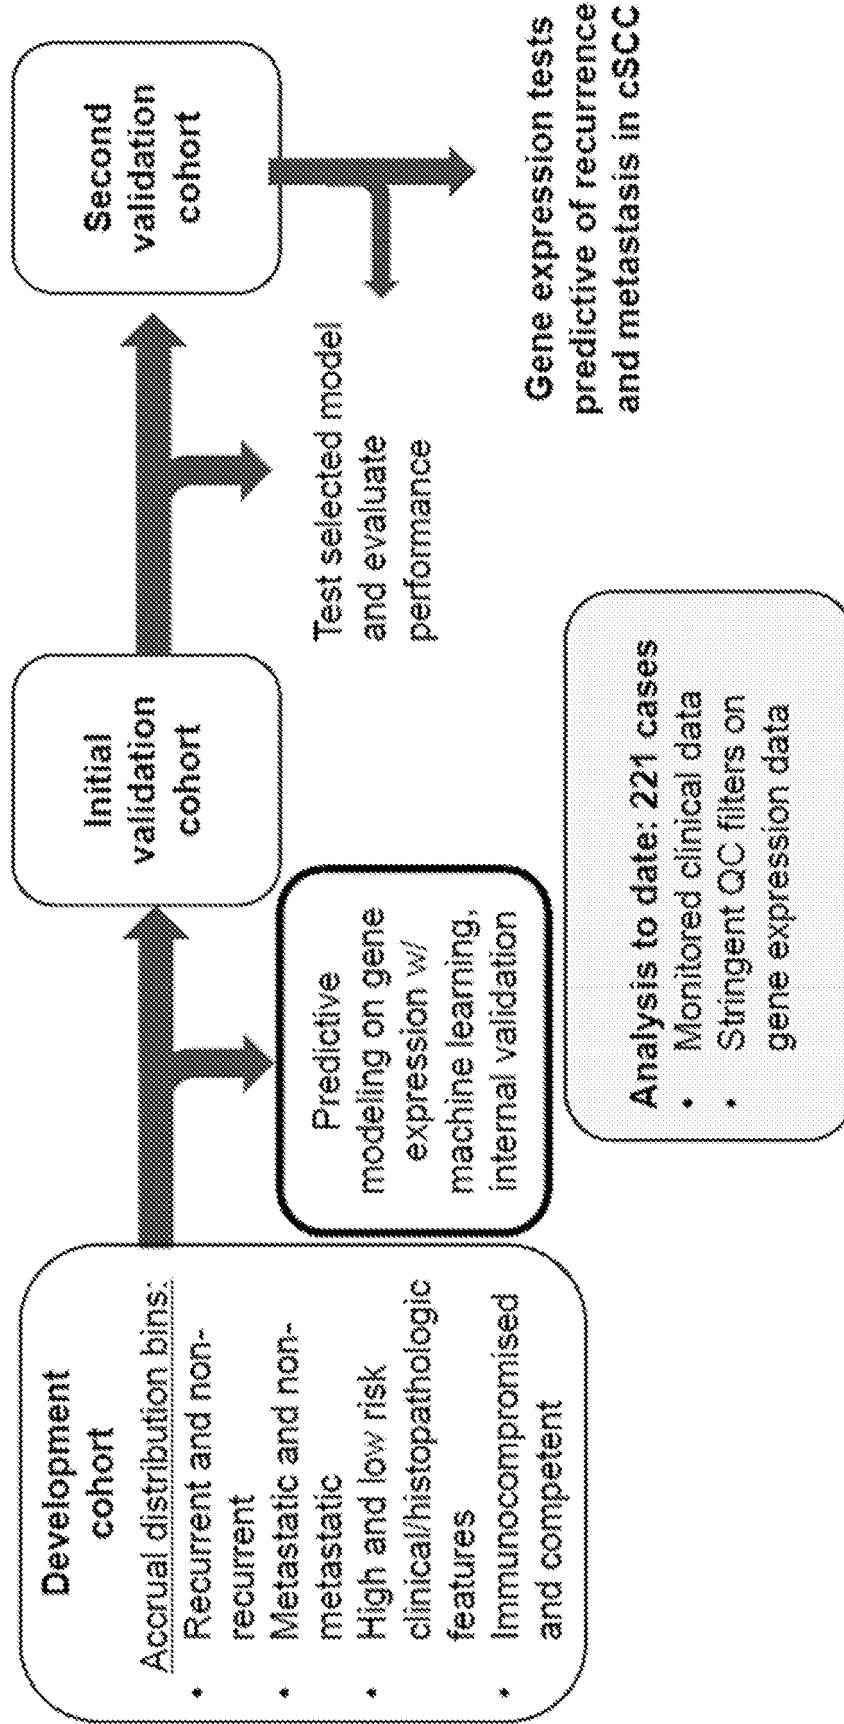 Development
cohort
Accrual distribution bins:
• Recurrent and non-
recurrent
• Metastatic and non-
metastatic
• High and low risk
clinical/histopathologic
features
• Immunocompromised
and competent
Predictive
modeling on gene
expression w/
machine learning,
internal validation
Initial
validation
cohort
Test selected model
and evaluate
performance
Second
validation
cohort
Gene expression tests
predictive of recurrence
and metastasis in cSCC
Analysis to date: 221 cases
• Monitored clinical data
• Stringent QC filters on
gene expression data